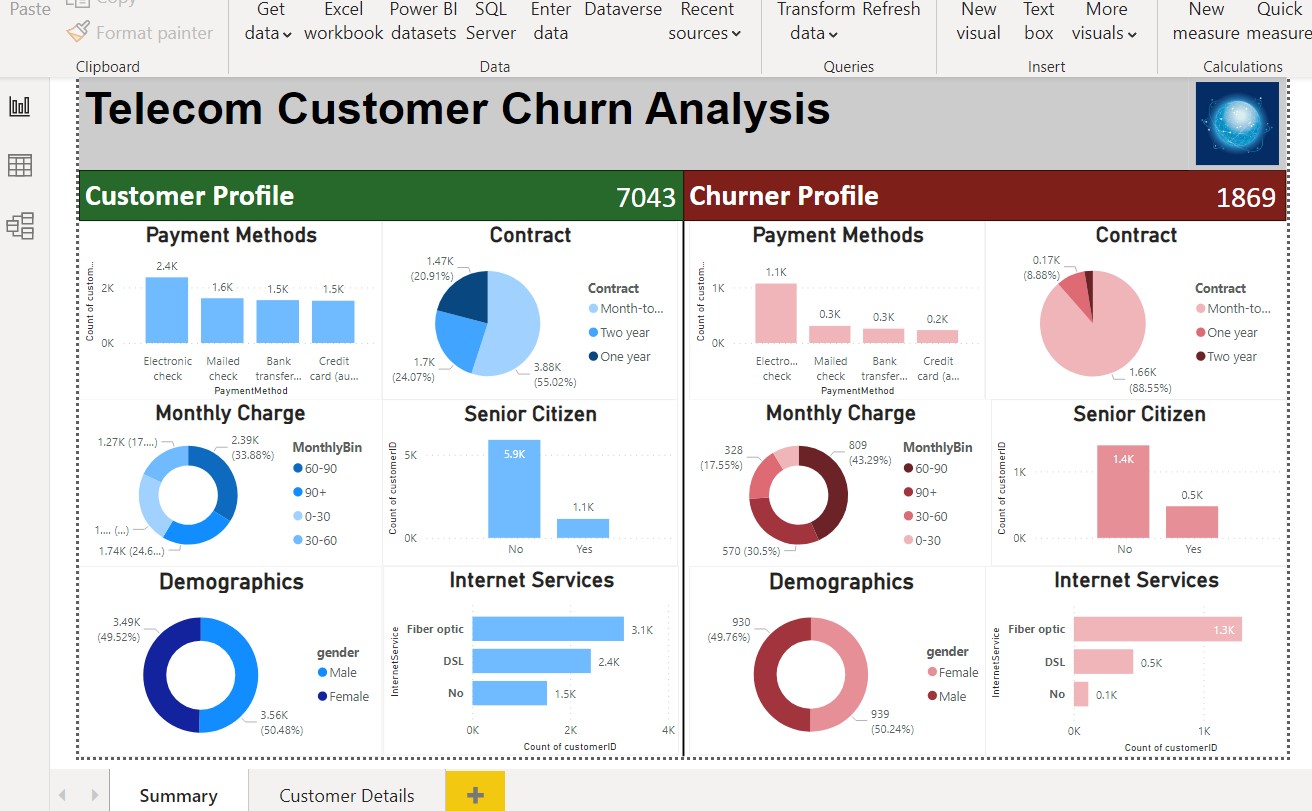 Paste
Copy
Format painter
Clipboard
Get data
Excel workbook
Power BI datasets
SQL Server
Enter data
Dataverse
Recent sources
Data
Transform data
Refresh
Queries
New visual
Text box
More visuals
Insert
New measure
Quick measure
Calculations
Telecom Customer Churn Analysis
Customer Profile 7043
Churner Profile 1869
Payment Methods
Count of custom...
2K
0K
2.4K
1.6K
1.5K
1.5K
Electronic check
Mailed check
Bank transfer...
Credit card (au...
PaymentMethod
Contract
1.47K
(20.91%)
1.7K
(24.07%)
3.88K
(55.02%)
Contract
Month-to...
Two year
One year
Payment Methods
Count of custom...
1K
0K
1.1K
0.3K
0.3K
0.2K
Electro... check
Mailed check
Bank transfer...
Credit card (a...
PaymentMethod
Contract
0.17K
(8.88%)
1.66K
(88.55%)
Contract
Month-to...
One year
Two year
Monthly Charge
1.27K (17....)
2.39K
(33.88%)
1.... (...)
1.74K (24.6...)
MonthlyBin
60-90
90+
0-30
30-60
Senior Citizen
Count of customerID
5K
0K
5.9K
1.1K
No
Yes
Monthly Charge
328
(17.55%)
809
(43.29%)
570 (30.5%)
MonthlyBin
60-90
90+
30-60
0-30
Senior Citizen
Count of customerID
1K
0K
1.4K
0.5K
No
Yes
Demographics
3.49K
(49.52%)
3.56K
(50.48%)
gender
Male
Female
Internet Services
InternetService
Fiber optic 3.1K
DSL 2.4K
No 1.5K
0K 2K 4K
Count of customerID
Demographics
930
(49.76%)
939
(50.24%)
gender
Female
Male
Internet Services
InternetService
Fiber optic 1.3K
DSL 0.5K
No 0.1K
0K 1K
Count of customerID
Summary
Customer Details